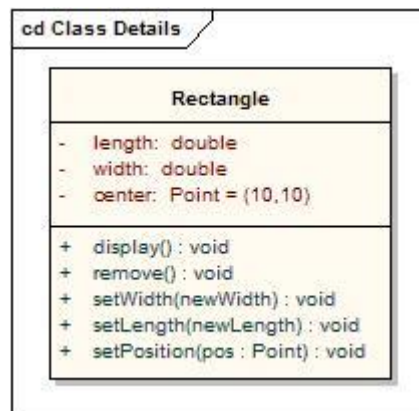 cd Class Details
Rectangle
- length: double
- width: double
- center: Point = (10,10)
+ display() : void
+ remove() : void
+ setWidth(newWidth) : void
+ setLength(newLength) : void
+ setPosition(pos : Point) : void